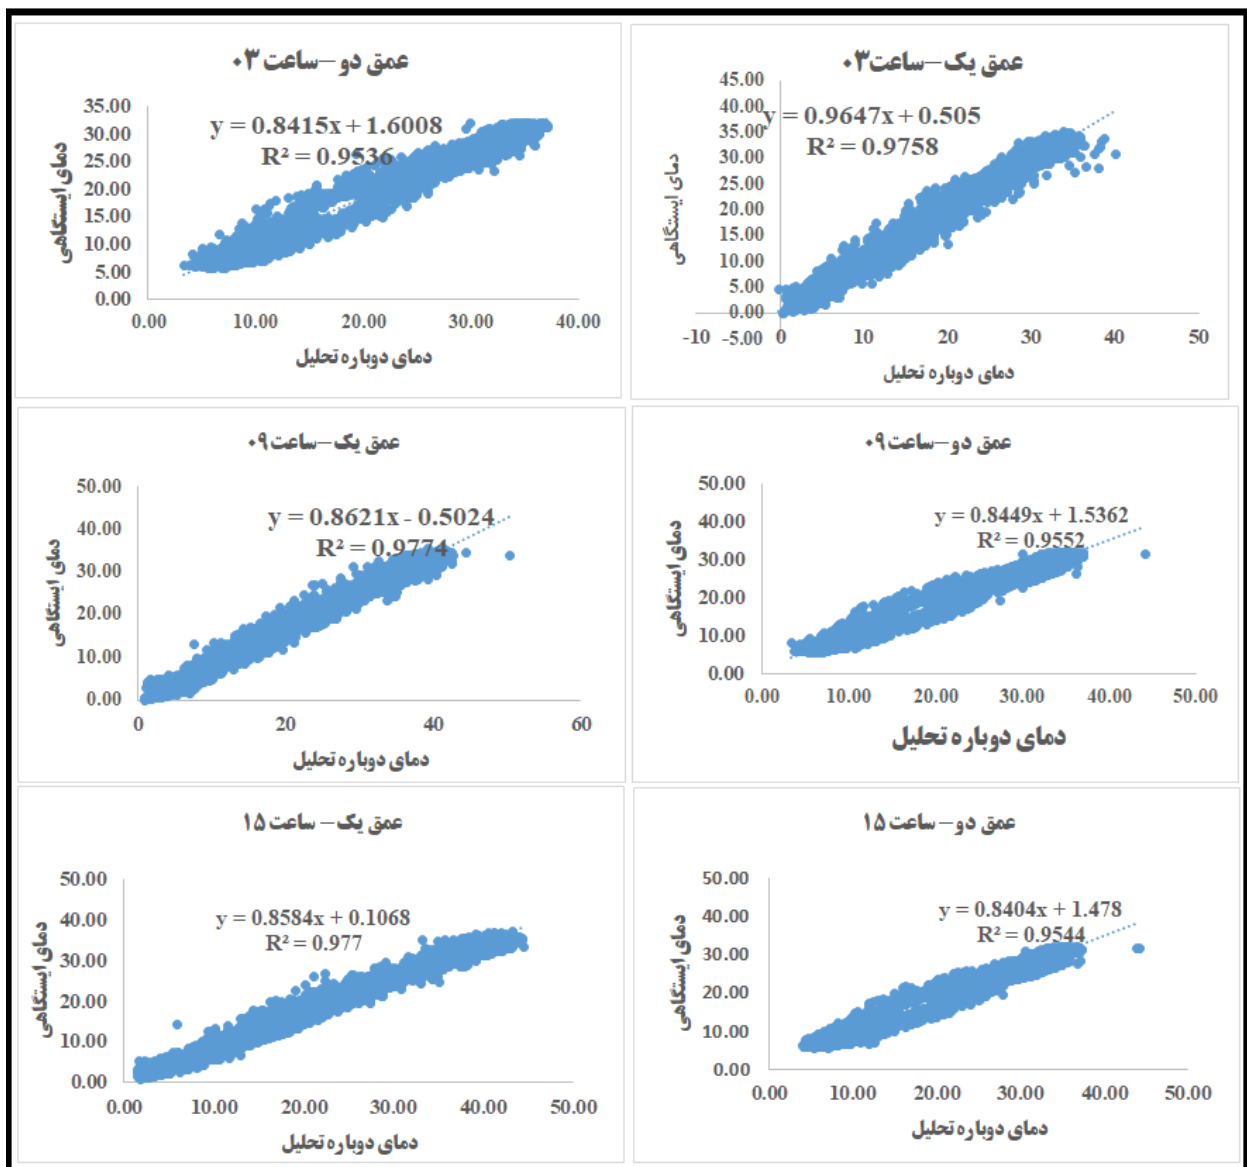 عمق دو–ساعت ۰۳
35.00
30.00
25.00
20.00
15.00
10.00
5.00
0.00
y = 0.8415x + 1.6008
R² = 0.9536
دمای ایستگاهی
0.00 10.00 20.00 30.00 40.00
دمای دوباره تحلیل
عمق یک–ساعت۰۳
45.00
40.00
35.00
30.00
25.00
20.00
15.00
10.00
5.00
0.00
-5.00
y = 0.9647x + 0.505
R² = 0.9758
دمای ایستگاهی
-10 0 10 20 30 40 50
دمای دوباره تحلیل
عمق یک–ساعت۰۹
50.00
40.00
30.00
20.00
10.00
0.00
y = 0.8621x - 0.5024
R² = 0.9774
دمای ایستگاهی
0 20 40 60
دمای دوباره تحلیل
عمق دو–ساعت۰۹
50.00
40.00
30.00
20.00
10.00
0.00
y = 0.8449x + 1.5362
R² = 0.9552
دمای ایستگاهی
0.00 10.00 20.00 30.00 40.00 50.00
دمای دوباره تحلیل
عمق یک– ساعت ۱۵
50.00
40.00
30.00
20.00
10.00
0.00
y = 0.8584x + 0.1068
R² = 0.977
دمای ایستگاهی
0.00 10.00 20.00 30.00 40.00 50.00
دمای دوباره تحلیل
عمق دو– ساعت ۱۵
50.00
40.00
30.00
20.00
10.00
0.00
y = 0.8404x + 1.478
R² = 0.9544
دمای ایستگاهی
0.00 10.00 20.00 30.00 40.00 50.00
دمای دوباره تحلیل